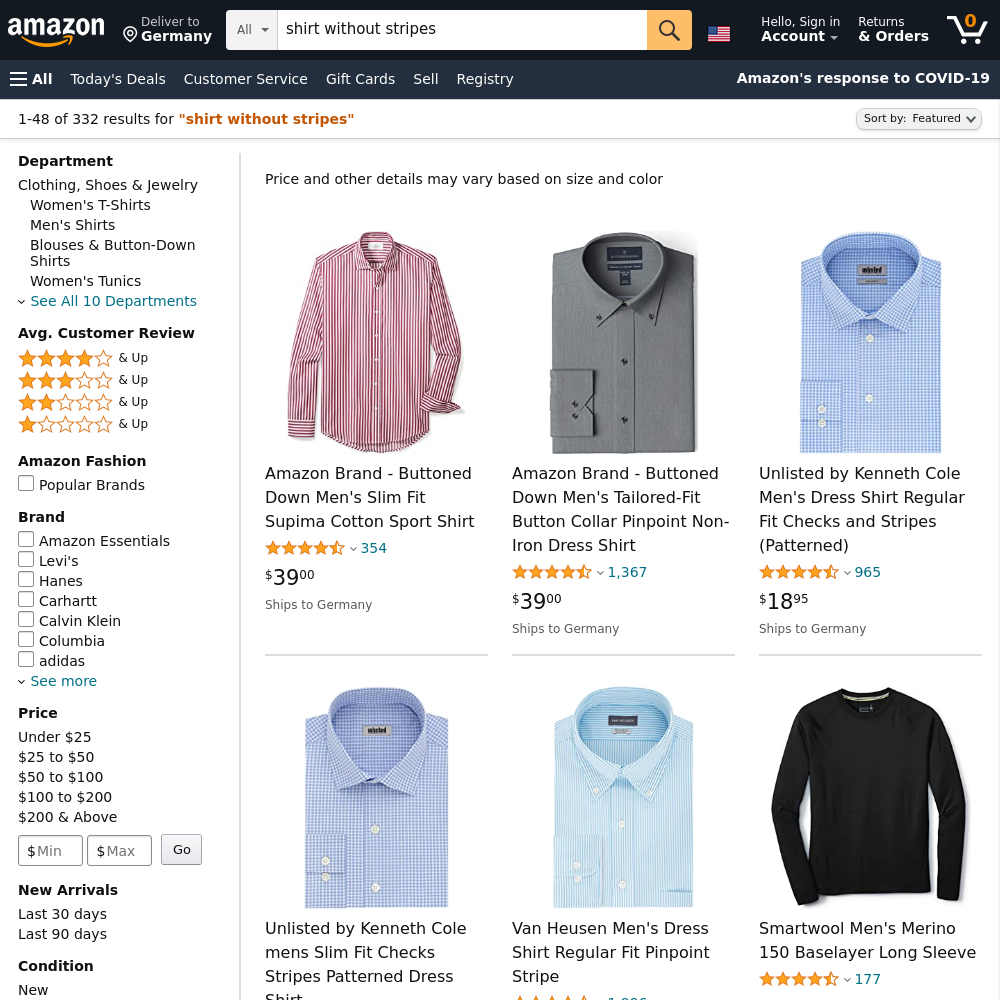 amazon
Deliver to
Germany
All
shirt without stripes
Hello, Sign in
Account
Returns
& Orders
0
All
Today's Deals
Customer Service
Gift Cards
Sell
Registry
Amazon's response to COVID-19
1-48 of 332 results for "shirt without stripes"
Sort by: Featured
Department
Clothing, Shoes & Jewelry
Women's T-Shirts
Men's Shirts
Blouses & Button-Down
Shirts
Women's Tunics
See All 10 Departments
Avg. Customer Review
& Up
& Up
& Up
& Up
Amazon Fashion
Popular Brands
Brand
Amazon Essentials
Levi's
Hanes
Carhartt
Calvin Klein
Columbia
adidas
See more
Price
Under $25
$25 to $50
$50 to $100
$100 to $200
$200 & Above
$Min
$Max
Go
New Arrivals
Last 30 days
Last 90 days
Condition
New
Price and other details may vary based on size and color
Amazon Brand - Buttoned
Down Men's Slim Fit
Supima Cotton Sport Shirt
354
$3900
Ships to Germany
Amazon Brand - Buttoned
Down Men's Tailored-Fit
Button Collar Pinpoint Non-
Iron Dress Shirt
1,367
$3900
Ships to Germany
unlisted
Unlisted by Kenneth Cole
Men's Dress Shirt Regular
Fit Checks and Stripes
(Patterned)
965
$1895
Ships to Germany
unlisted
Unlisted by Kenneth Cole
mens Slim Fit Checks
Stripes Patterned Dress
Shirt
VAN HEUSEN
Van Heusen Men's Dress
Shirt Regular Fit Pinpoint
Stripe
Smartwool Men's Merino
150 Baselayer Long Sleeve
177